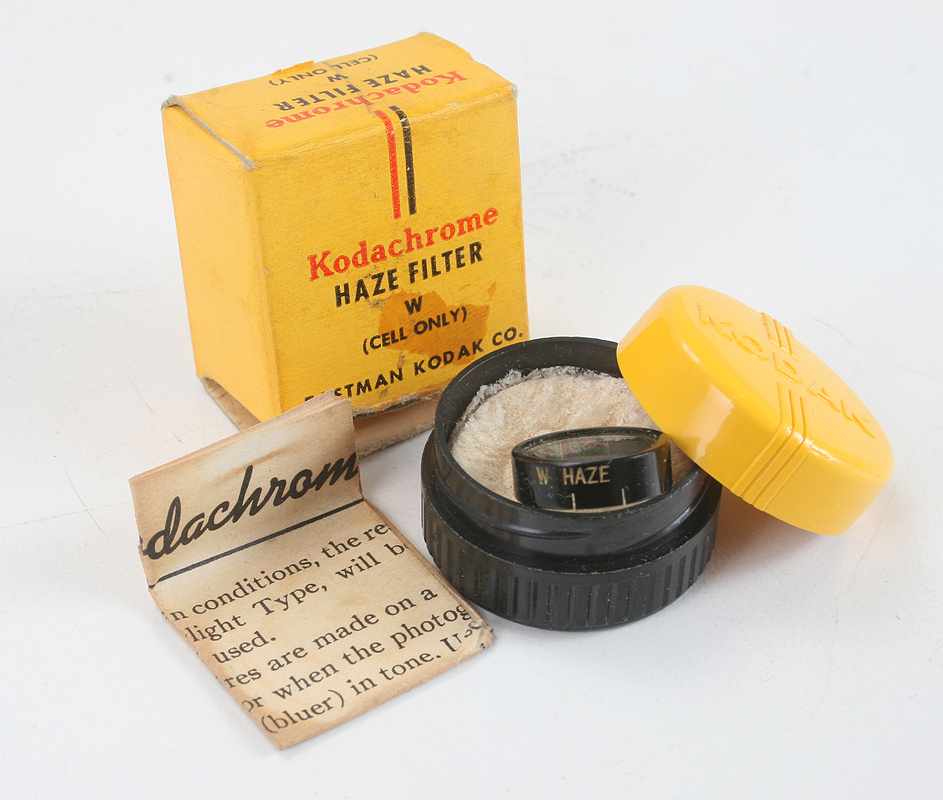 (CELL ONLY)
W
HAZE FILTER
Kodachrome
Kodachrome
HAZE FILTER
W
(CELL ONLY)
EASTMAN KODAK CO.
KODAK
W HAZE
dachrom
n conditions, the re
light Type, will b
used.
res are made on a
or when the photog
(bluer) in tone. U